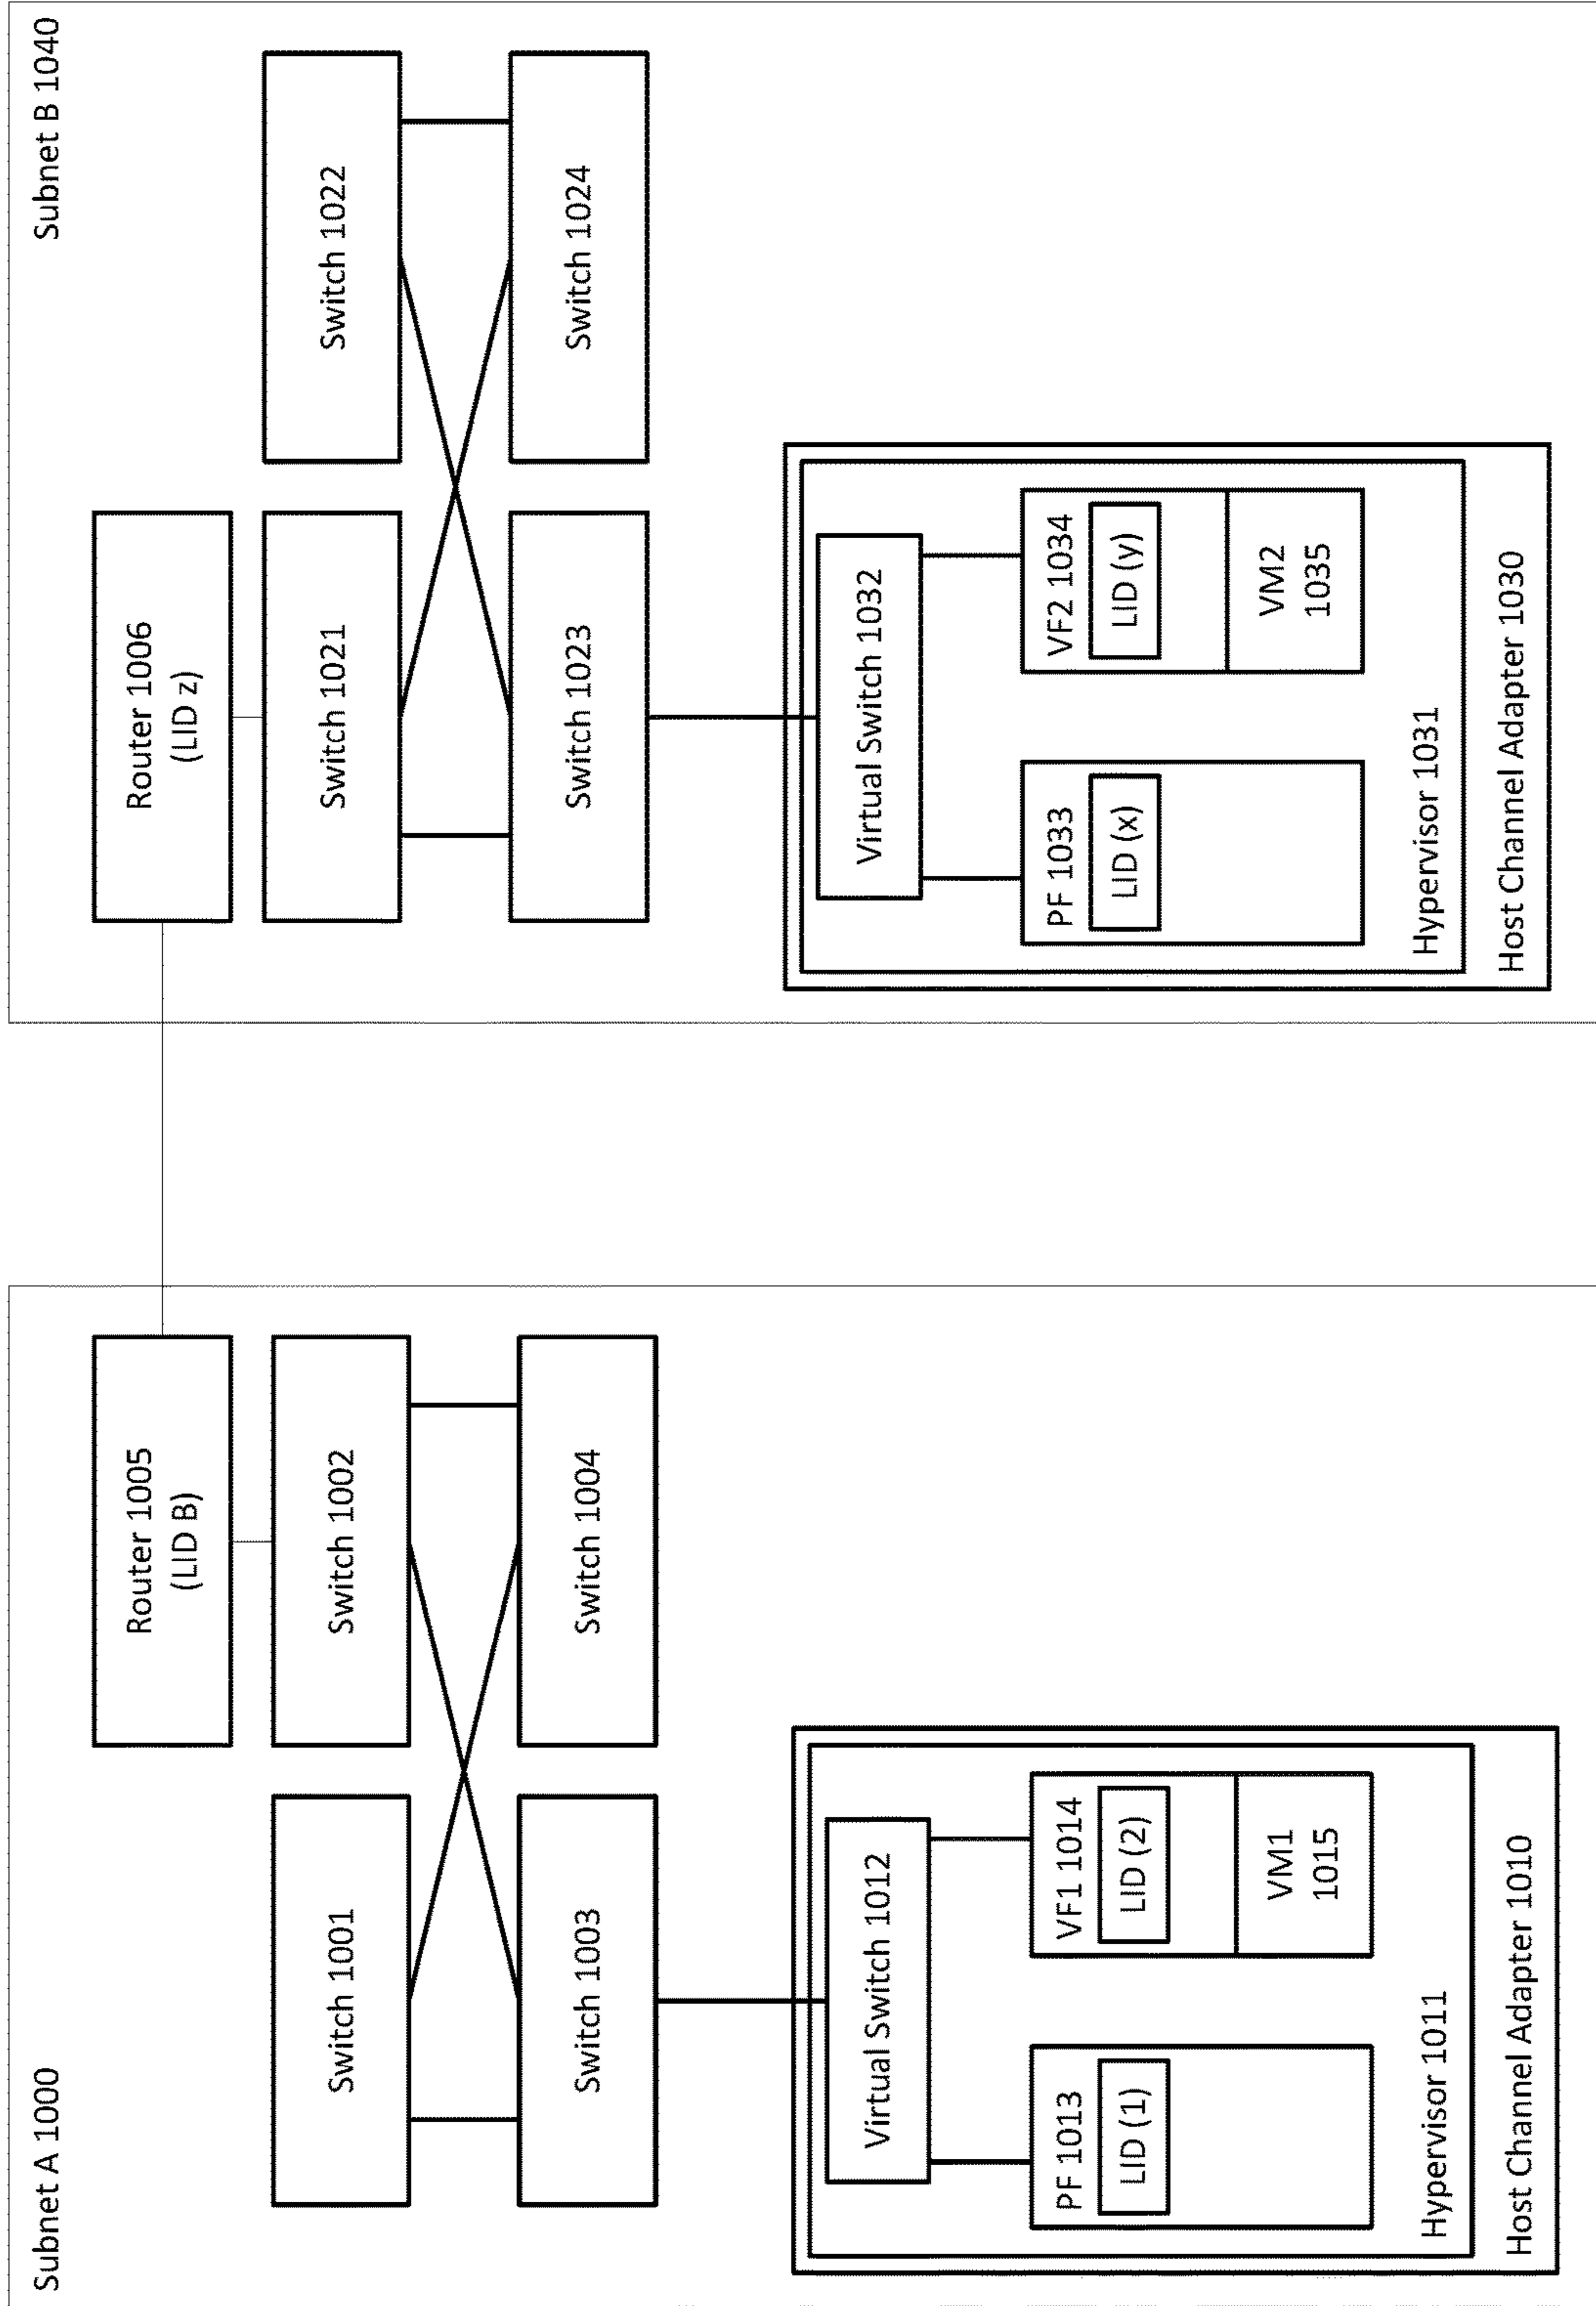 Subnet A 1000
Router 1005
(LID B)
Switch 1001
Switch 1002
Switch 1003
Switch 1004
Virtual Switch 1012
PF 1013
LID (1)
VF1 1014
LID (2)
VM1
1015
Hypervisor 1011
Host Channel Adapter 1010
Subnet B 1040
Router 1006
(LID z)
Switch 1021
Switch 1022
Switch 1023
Switch 1024
Virtual Switch 1032
PF 1033
LID (x)
VF2 1034
LID (y)
VM2
1035
Hypervisor 1031
Host Channel Adapter 1030